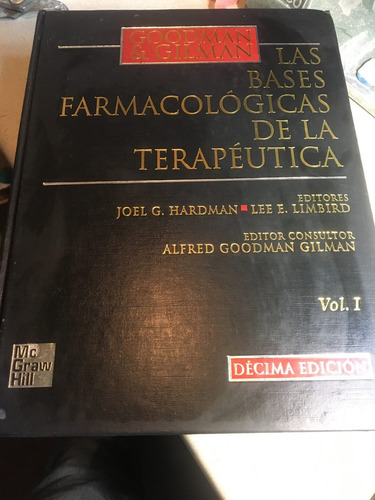 GOODMAN
& GILMAN
LAS
BASES
FARMACOLÓGICAS
DE LA
TERAPÉUTICA
EDITORES
JOEL G. HARDMAN ■ LEE E. LIMBIRD
EDITOR CONSULTOR
ALFRED GOODMAN GILMAN
Vol. I
Mc
Graw
Hill
DÉCIMA EDICIÓN